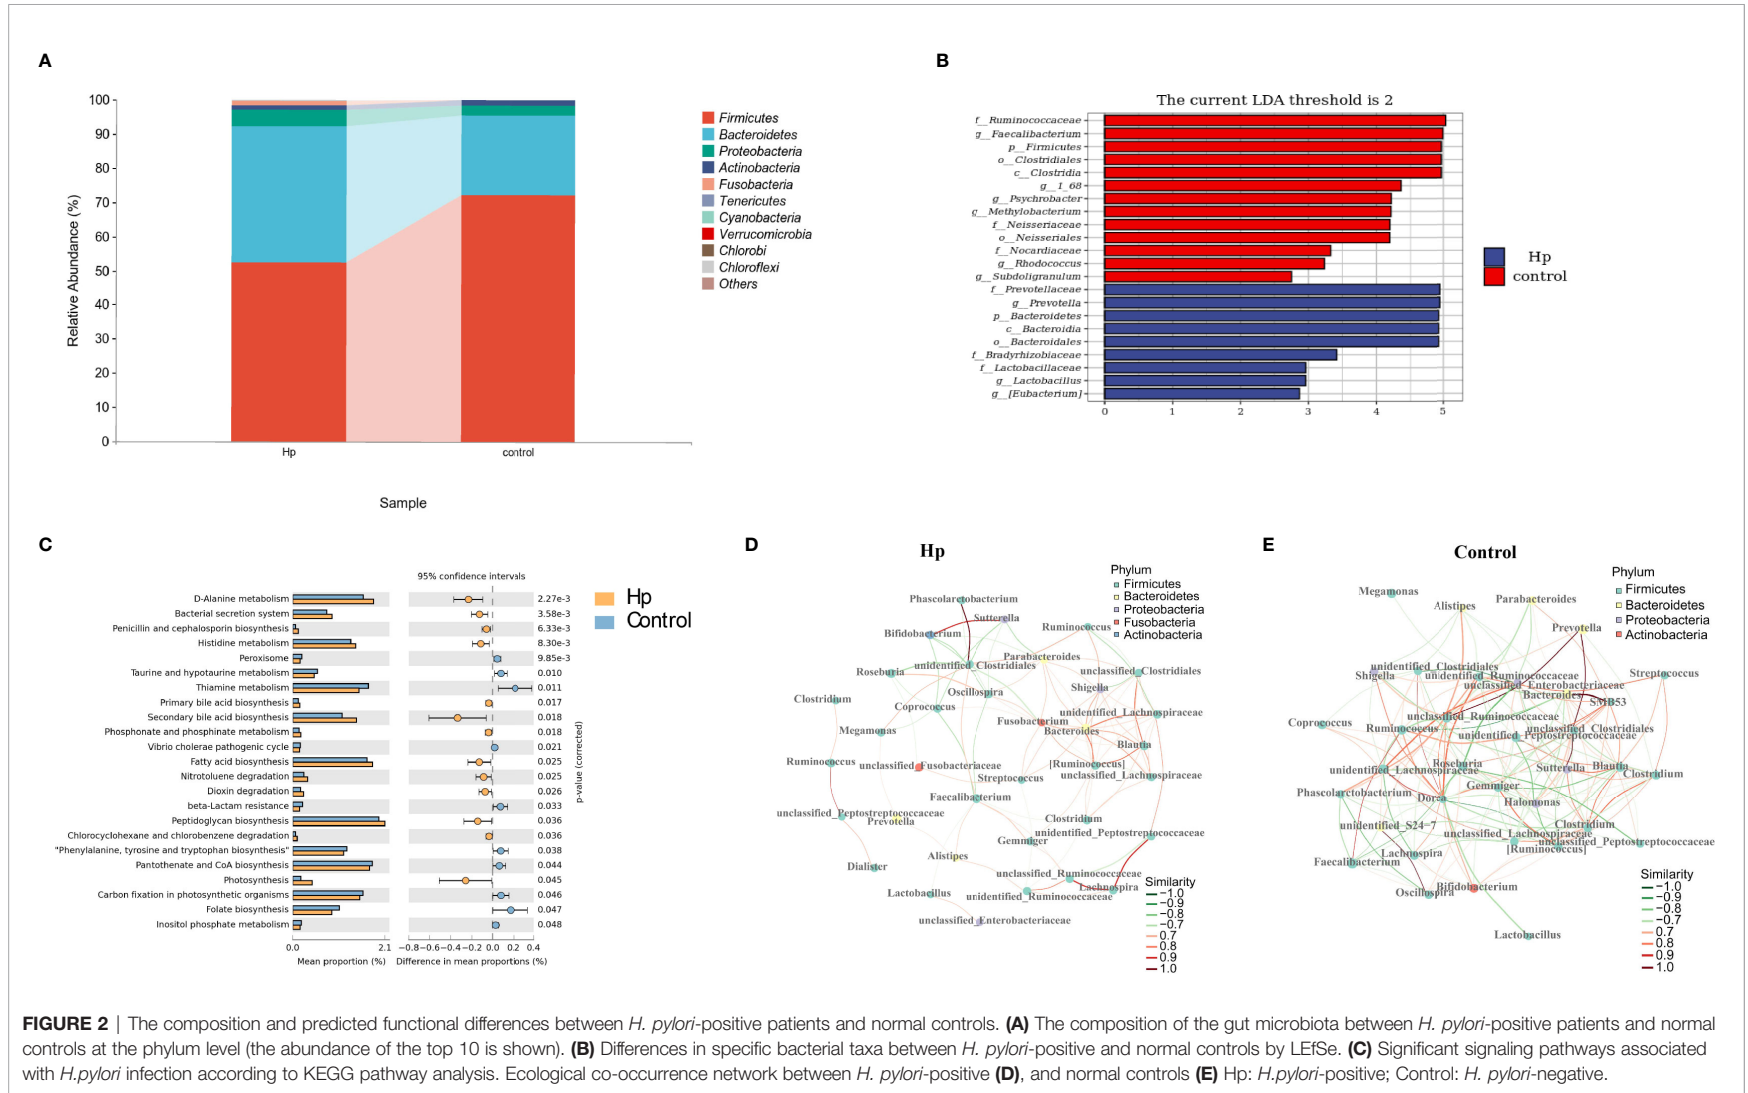 A
100
90
80
70
60
50
40
30
20
10
0
Relative Abundance (%)
Hp
control
Sample
Firmicutes
Bacteroidetes
Proteobacteria
Actinobacteria
Fusobacteria
Tenericutes
Cyanobacteria
Verrucomicrobia
Chlorobi
Chloroflexi
Others
B
The current LDA threshold is 2
f__Ruminococcaceae
g__Faecalibacterium
p__Firmicutes
o__Clostridiales
c__Clostridia
g__1_68
g__Psychrobacter
g__Methylobacterium
f__Neisseriaceae
o__Neisseriales
f__Nocardiaceae
g__Rhodococcus
g__Subdoligranulum
f__Prevotellaceae
g__Prevotella
p__Bacteroidetes
c__Bacteroidia
o__Bacteroidales
f__Bradyrhizobiaceae
f__Lactobacillaceae
g__Lactobacillus
g__[Eubacterium]
0 1 2 3 4 5
Hp
control
C
95% confidence intervals
D-Alanine metabolism 2.27e-3
Bacterial secretion system 3.58e-3
Penicillin and cephalosporin biosynthesis 6.33e-3
Histidine metabolism 8.30e-3
Peroxisome 9.85e-3
Taurine and hypotaurine metabolism 0.010
Thiamine metabolism 0.011
Primary bile acid biosynthesis 0.017
Secondary bile acid biosynthesis 0.018
Phosphonate and phosphinate metabolism 0.018
Vibrio cholerae pathogenic cycle 0.021
Fatty acid biosynthesis 0.025
Nitrotoluene degradation 0.025
Dioxin degradation 0.026
beta-Lactam resistance 0.033
Peptidoglycan biosynthesis 0.036
Chlorocyclohexane and chlorobenzene degradation 0.036
"Phenylalanine, tyrosine and tryptophan biosynthesis" 0.038
Pantothenate and CoA biosynthesis 0.044
Photosynthesis 0.045
Carbon fixation in photosynthetic organisms 0.046
Folate biosynthesis 0.047
Inositol phosphate metabolism 0.048
0.0 2.1
Mean proportion (%)
−0.8 −0.6 −0.4 −0.2 0.0 0.2 0.4
Difference in mean proportions (%)
p-value (corrected)
Hp
Control
D
Hp
Phylum
Firmicutes
Bacteroidetes
Proteobacteria
Fusobacteria
Actinobacteria
Phascolarctobacterium
Sutterella
Bifidobacterium
Ruminococcus
Parabacteroides
unidentified_Clostridiales
Roseburia
unclassified_Clostridiales
Oscillospira
Shigella
Clostridium
Coprococcus
unidentified_Lachnospiraceae
Fusobacterium
Megamonas
Bacteroides
Blautia
Ruminococcus
unclassified_Fusobacteriaceae
[Ruminococcus]
Streptococcus
unclassified_Lachnospiraceae
Faecalibacterium
unclassified_Peptostreptococcaceae
Prevotella
Clostridium
unidentified_Peptostreptococcaceae
Gemmiger
Alistipes
Dialister
unclassified_Ruminococcaceae
Lachnospira
Lactobacillus
unidentified_Ruminococcaceae
unclassified_Enterobacteriaceae
Similarity
−1.0
−0.9
−0.8
−0.7
0.7
0.8
0.9
1.0
E
Control
Phylum
Firmicutes
Bacteroidetes
Proteobacteria
Actinobacteria
Megamonas
Alistipes
Parabacteroides
Prevotella
unidentified_Clostridiales
Shigella
unidentified_Ruminococcaceae
Streptococcus
unclassified_Enterobacteriaceae
Bacteroides
SMB53
unclassified_Ruminococcaceae
Coprococcus
Ruminococcus
unclassified_Clostridiales
unidentified_Peptostreptococcaceae
Roseburia
unidentified_Lachnospiraceae
Sutterella
Blautia
Clostridium
Gemmiger
Phascolarctobacterium
Dorea
Halomonas
unidentified_S24−7
Clostridium
unclassified_Lachnospiraceae
unclassified_Peptostreptococcaceae
[Ruminococcus]
Lachnospira
Faecalibacterium
Bifidobacterium
Oscillospira
Lactobacillus
Similarity
−1.0
−0.9
−0.8
−0.7
0.7
0.8
0.9
1.0
FIGURE 2 | The composition and predicted functional differences between H. pylori-positive patients and normal controls. (A) The composition of the gut microbiota between H. pylori-positive patients and normal
controls at the phylum level (the abundance of the top 10 is shown). (B) Differences in specific bacterial taxa between H. pylori-positive and normal controls by LEfSe. (C) Significant signaling pathways associated
with H.pylori infection according to KEGG pathway analysis. Ecological co-occurrence network between H. pylori-positive (D), and normal controls (E) Hp: H.pylori-positive; Control: H. pylori-negative.